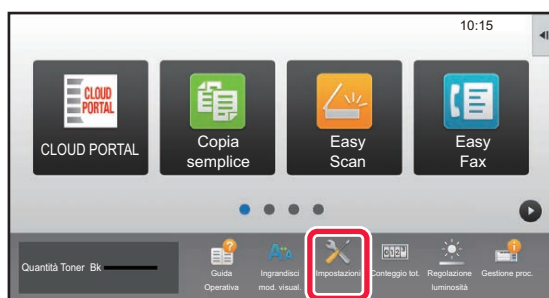 10:15
CLOUD
PORTAL
CLOUD PORTAL
Copia
semplice
Easy
Scan
Easy
Fax
Quantità Toner Bk
Guida
Operativa
Ingrandisci
mod. visual.
Impostazioni
Conteggio tot.
Regolazione
luminosità
Gestione proc.